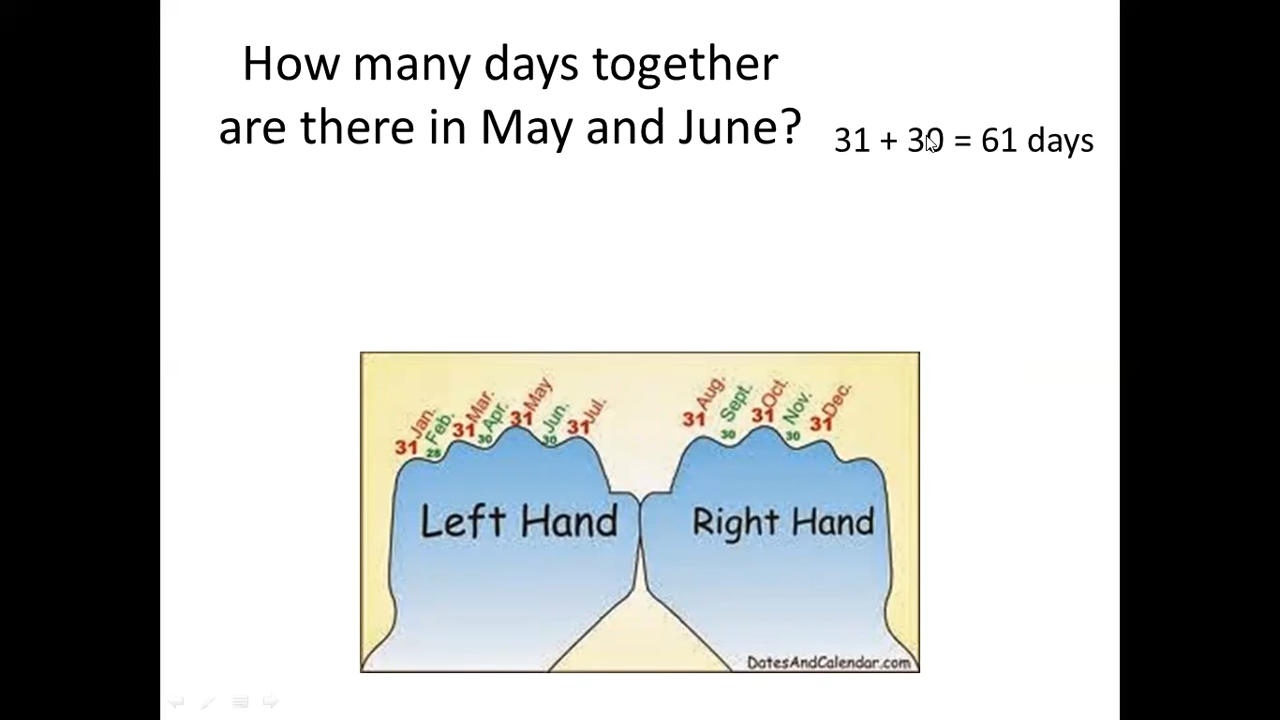 How many days together
are there in May and June?
31 + 30 = 61 days
Jan. Feb. Mar. Apr. May Jun. Jul. Aug. Sept. Oct. Nov. Dec.
31 28 31 30 31 30 31 31 30 31 30 31
Left Hand Right Hand
DatesAndCalendar.com